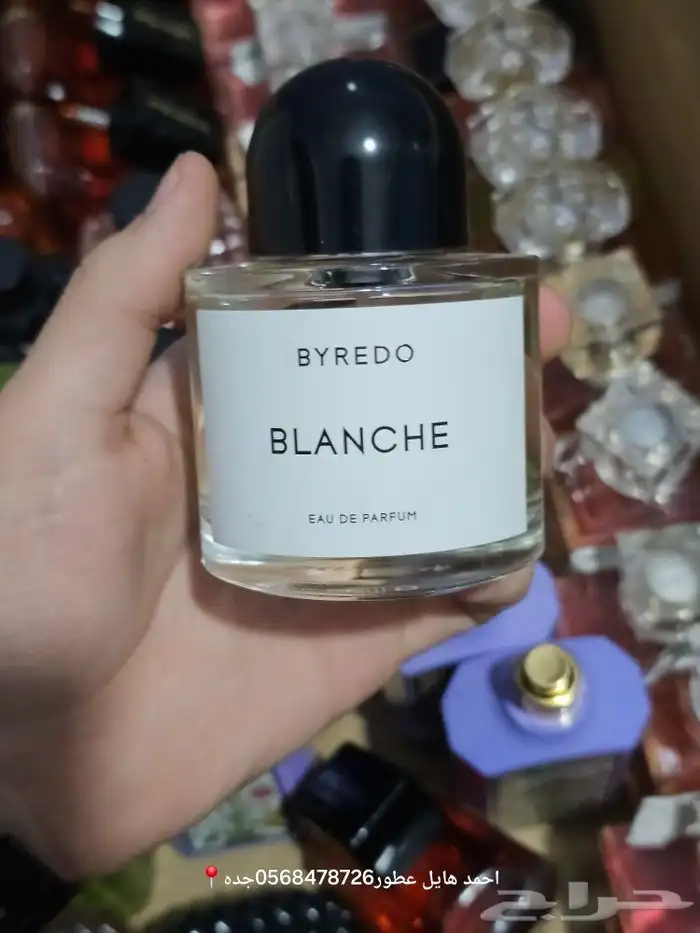 BYREDO
BLANCHE
EAU DE PARFUM
احمد هايل عطور0568478726جده📍
حراج